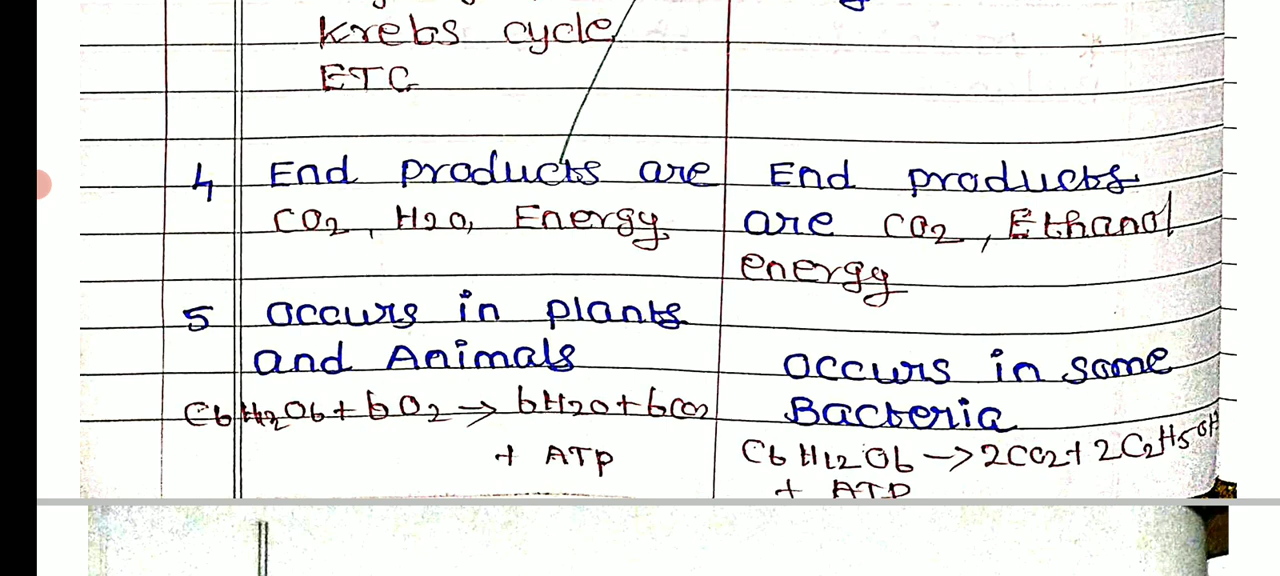 Krebs cycle
ETC
4 End products are
CO2, H2O, Energy.
End products
are CO2, Ethanol
energy
5 Occurs in plants
and Animals
C6H12O6 + 6O2 → 6H2O + 6CO2
+ ATP
Occurs in some
Bacteria
C6H12O6 → 2CO2 + 2C2H5OH
+ ATP